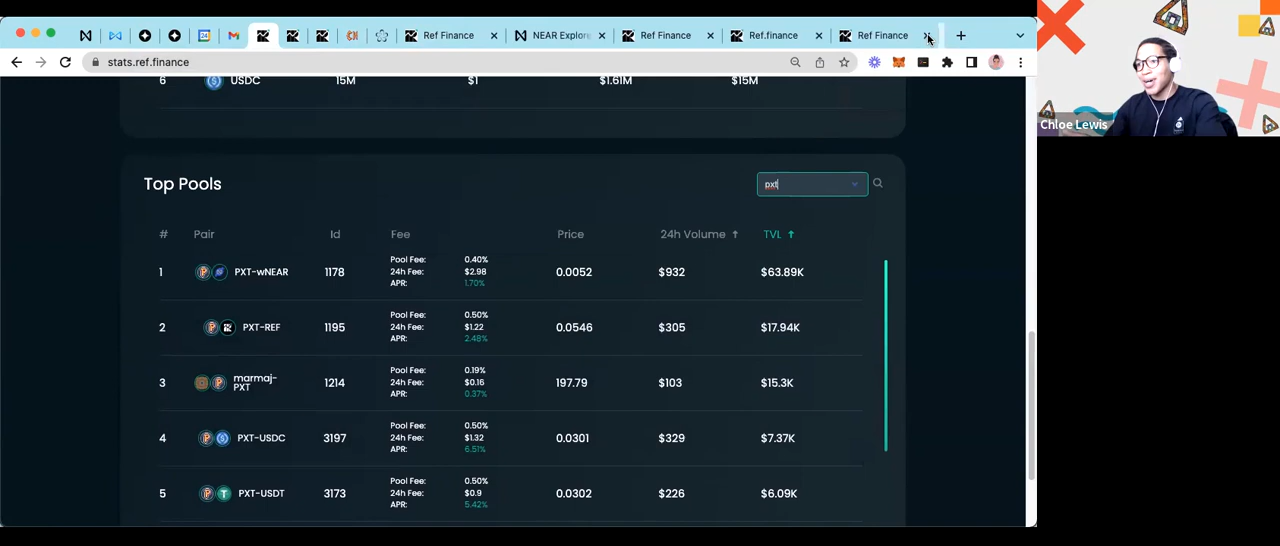 Ref Finance
NEAR Explore
Ref Finance
Ref.finance
Ref Finance
stats.ref.finance
Chloe Lewis
6 USDC 15M $1 $1.61M $15M
Top Pools
pxt
# Pair Id Fee Price 24h Volume ↑ TVL ↑
Pool Fee: 0.40%
1 PXT-wNEAR 1178 24h Fee: $2.98 0.0052 $932 $63.89K
APR: 1.70%
Pool Fee: 0.50%
2 PXT-REF 1195 24h Fee: $1.22 0.0546 $305 $17.94K
APR: 2.48%
Pool Fee: 0.19%
3 marmaj-PXT 1214 24h Fee: $0.16 197.79 $103 $15.3K
APR: 0.37%
Pool Fee: 0.50%
4 PXT-USDC 3197 24h Fee: $1.32 0.0301 $329 $7.37K
APR: 6.51%
Pool Fee: 0.50%
5 PXT-USDT 3173 24h Fee: $0.9 0.0302 $226 $6.09K
APR: 5.42%